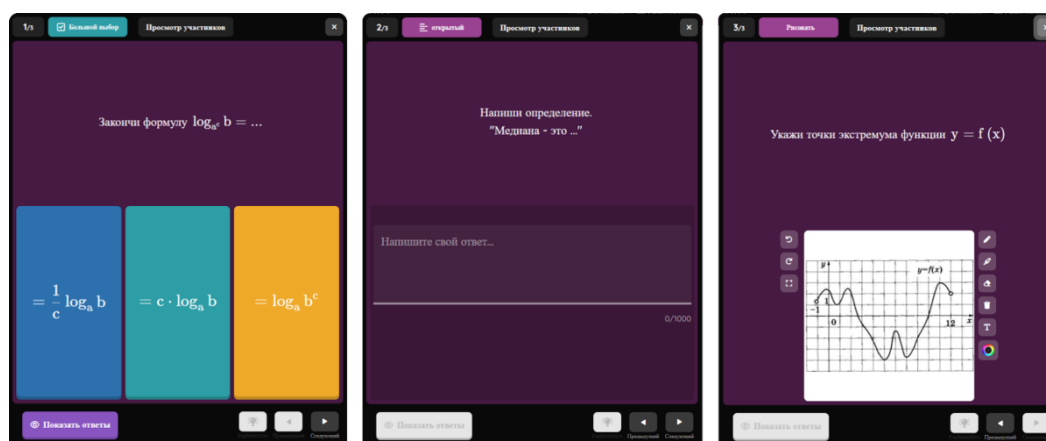 1/3
Большой выбор
Просмотр участников
Закончи формулу log_{a^c} b = ...
= \frac{1}{c} log_a b
= c · log_a b
= log_a b^c
Показать ответы
Следующий
2/3
открытый
Просмотр участников
Напиши определение.
"Медиана - это ..."
Напишите свой ответ...
0/1000
Показать ответы
Предыдущий
Следующий
3/3
Рисовать
Просмотр участников
Укажи точки экстремума функции y = f (x)
y
y=f(x)
1
-1
0
12
x
T
Показать ответы
Предыдущий